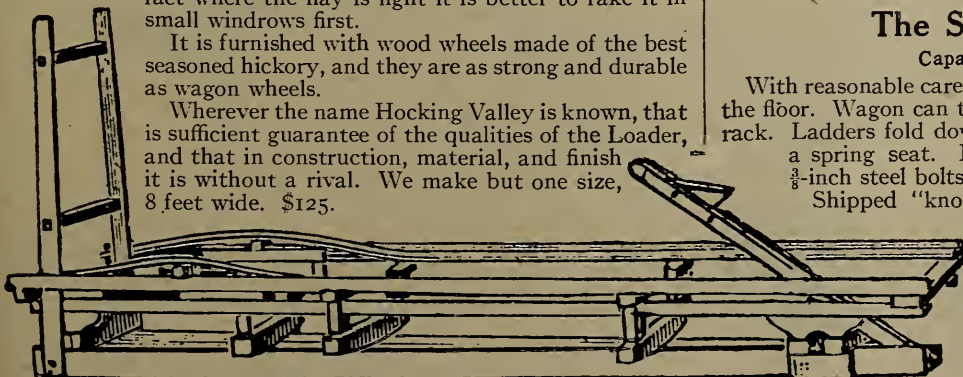 fact where the hay is light it is better to rake it in
small windrows first.
It is furnished with wood wheels made of the best
seasoned hickory, and they are as strong and durable
as wagon wheels.
Wherever the name Hocking Valley is known, that
is sufficient guarantee of the qualities of the Loader,
and that in construction, material, and finish
it is without a rival. We make but one size,
8 feet wide. $125.
The S
Capa
With reasonable care
the floor. Wagon can t
rack. Ladders fold do
a spring seat.
⅜-inch steel bolts
Shipped "kno